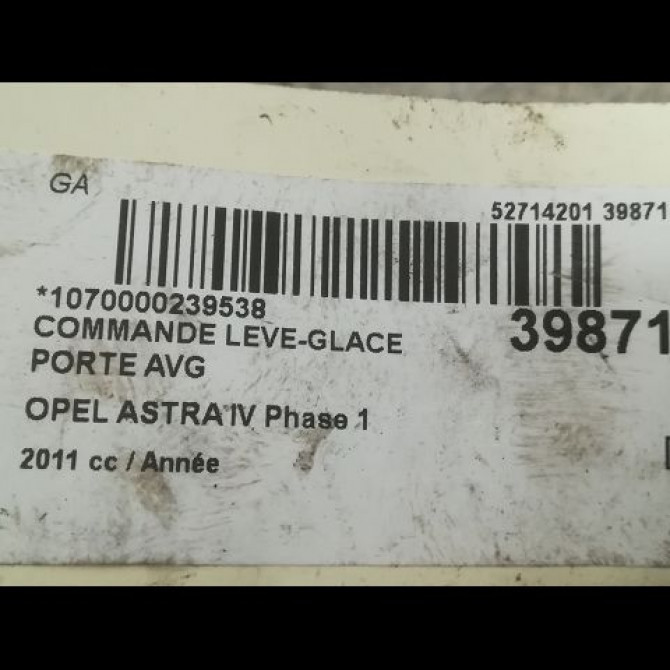 GA
52714201 39871
*1070000239538
39871
COMMANDE LEVE-GLACE
PORTE AVG
OPEL ASTRA IV Phase 1
2011 cc / Année